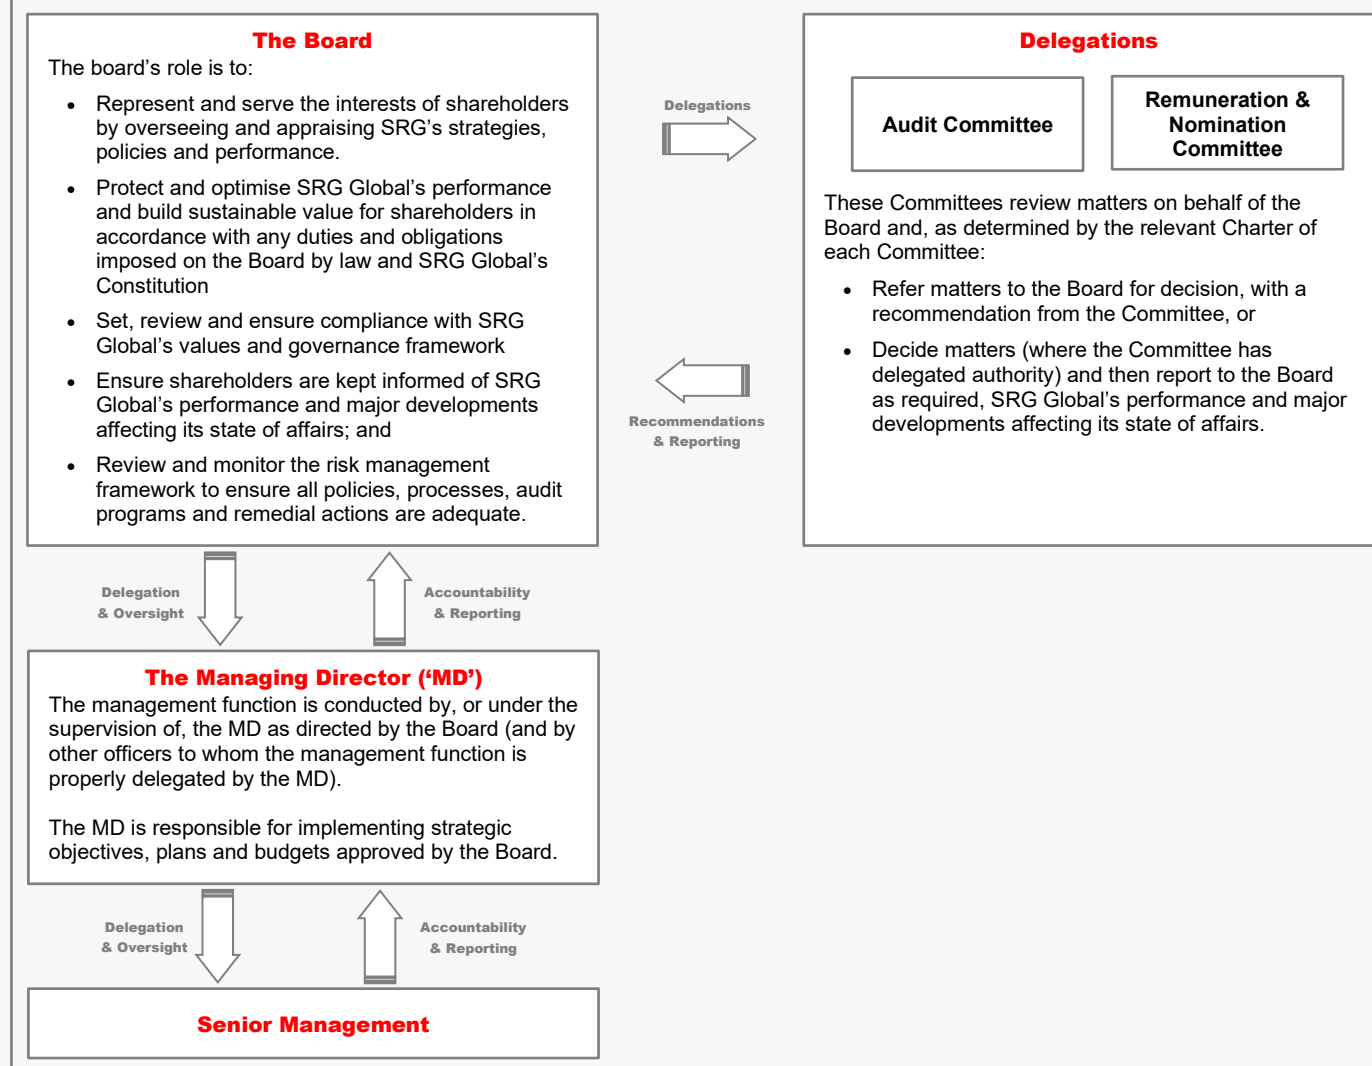 The Board
The board’s role is to:
• Represent and serve the interests of shareholders
by overseeing and appraising SRG’s strategies,
policies and performance.
• Protect and optimise SRG Global’s performance
and build sustainable value for shareholders in
accordance with any duties and obligations
imposed on the Board by law and SRG Global’s
Constitution
• Set, review and ensure compliance with SRG
Global’s values and governance framework
• Ensure shareholders are kept informed of SRG
Global’s performance and major developments
affecting its state of affairs; and
• Review and monitor the risk management
framework to ensure all policies, processes, audit
programs and remedial actions are adequate.
Delegations
Recommendations
& Reporting
Delegations
Audit Committee
Remuneration &
Nomination
Committee
These Committees review matters on behalf of the
Board and, as determined by the relevant Charter of
each Committee:
• Refer matters to the Board for decision, with a
recommendation from the Committee, or
• Decide matters (where the Committee has
delegated authority) and then report to the Board
as required, SRG Global’s performance and major
developments affecting its state of affairs.
Delegation
& Oversight
Accountability
& Reporting
The Managing Director (‘MD’)
The management function is conducted by, or under the
supervision of, the MD as directed by the Board (and by
other officers to whom the management function is
properly delegated by the MD).
The MD is responsible for implementing strategic
objectives, plans and budgets approved by the Board.
Delegation
& Oversight
Accountability
& Reporting
Senior Management